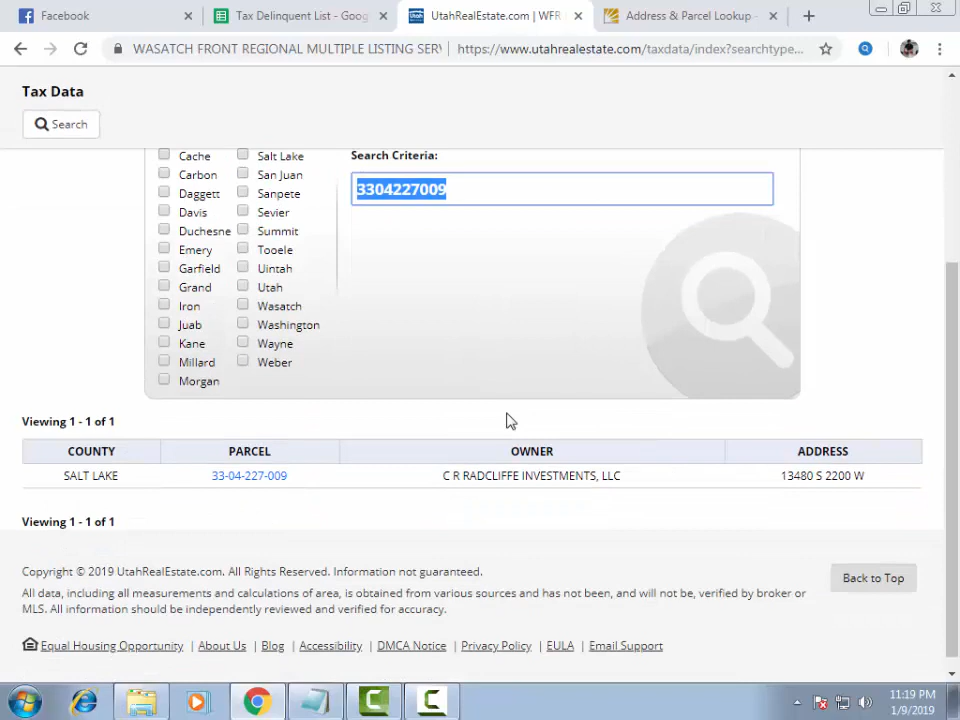 Facebook
Tax Delinquent List - Goog
UtahRealEstate.com | WFR
Address & Parcel Lookup -
WASATCH FRONT REGIONAL MULTIPLE LISTING SERV
https://www.utahrealestate.com/taxdata/index?searchtype...
Tax Data
Search
Cache
Salt Lake
Carbon
San Juan
Daggett
Sanpete
Davis
Sevier
Duchesne
Summit
Emery
Tooele
Garfield
Uintah
Grand
Utah
Iron
Wasatch
Juab
Washington
Kane
Wayne
Millard
Weber
Morgan
Search Criteria:
3304227009
Viewing 1 - 1 of 1
COUNTY PARCEL OWNER ADDRESS
SALT LAKE 33-04-227-009 C R RADCLIFFE INVESTMENTS, LLC 13480 S 2200 W
Viewing 1 - 1 of 1
Copyright © 2019 UtahRealEstate.com. All Rights Reserved. Information not guaranteed.
Back to Top
All data, including all measurements and calculations of area, is obtained from various sources and has not been, and will not be, verified by broker or
MLS. All information should be independently reviewed and verified for accuracy.
Equal Housing Opportunity | About Us | Blog | Accessibility | DMCA Notice | Privacy Policy | EULA | Email Support
11:19 PM
1/9/2019